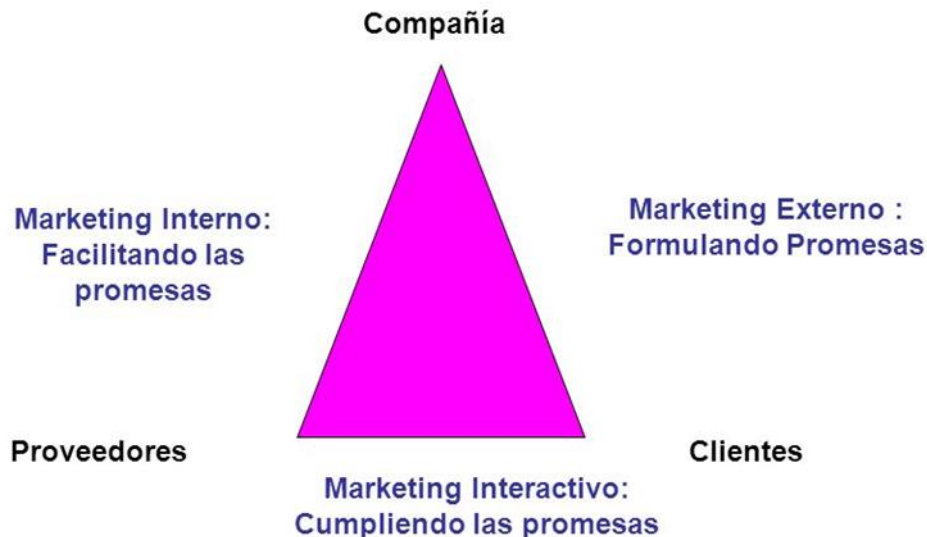 Compañía
Marketing Interno:
Facilitando las
promesas
Marketing Externo :
Formulando Promesas
Proveedores
Clientes
Marketing Interactivo:
Cumpliendo las promesas